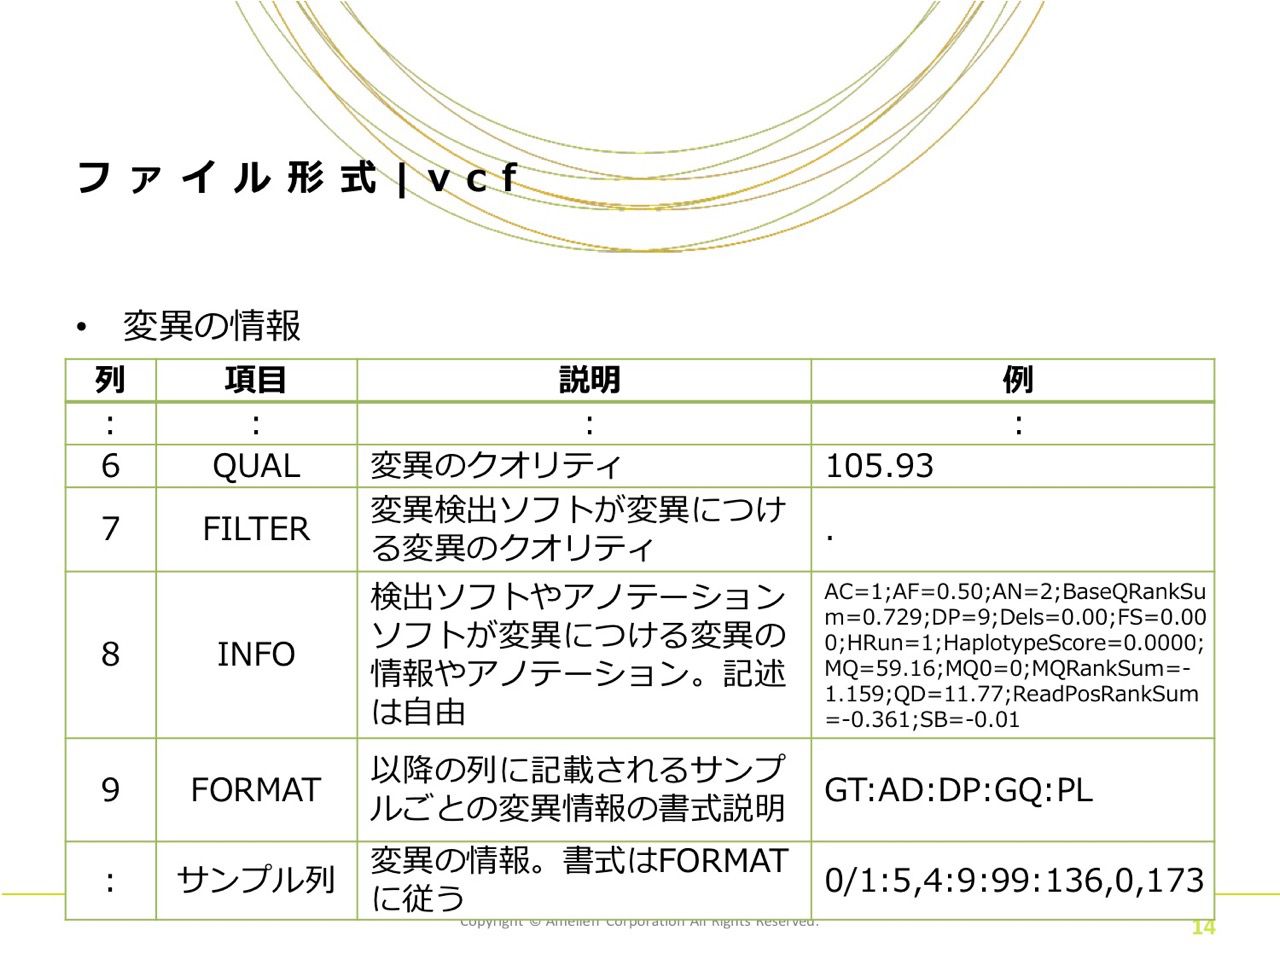 ファイル形式|vcf
• 変異の情報
列 項目 説明 例
: : : :
6 QUAL 変異のクオリティ 105.93
7 FILTER 変異検出ソフトが変異につけ
る変異のクオリティ .
8 INFO 検出ソフトやアノテーション
ソフトが変異につける変異の
情報やアノテーション。記述
は自由
AC=1;AF=0.50;AN=2;BaseQRankSu
m=0.729;DP=9;Dels=0.00;FS=0.00
0;HRun=1;HaplotypeScore=0.0000;
MQ=59.16;MQ0=0;MQRankSum=-
1.159;QD=11.77;ReadPosRankSum
=-0.361;SB=-0.01
9 FORMAT 以降の列に記載されるサンプ
ルごとの変異情報の書式説明 GT:AD:DP:GQ:PL
: サンプル列 変異の情報。書式はFORMAT
に従う 0/1:5,4:9:99:136,0,173
Copyright © Amelieff Corporation All Rights Reserved.
14